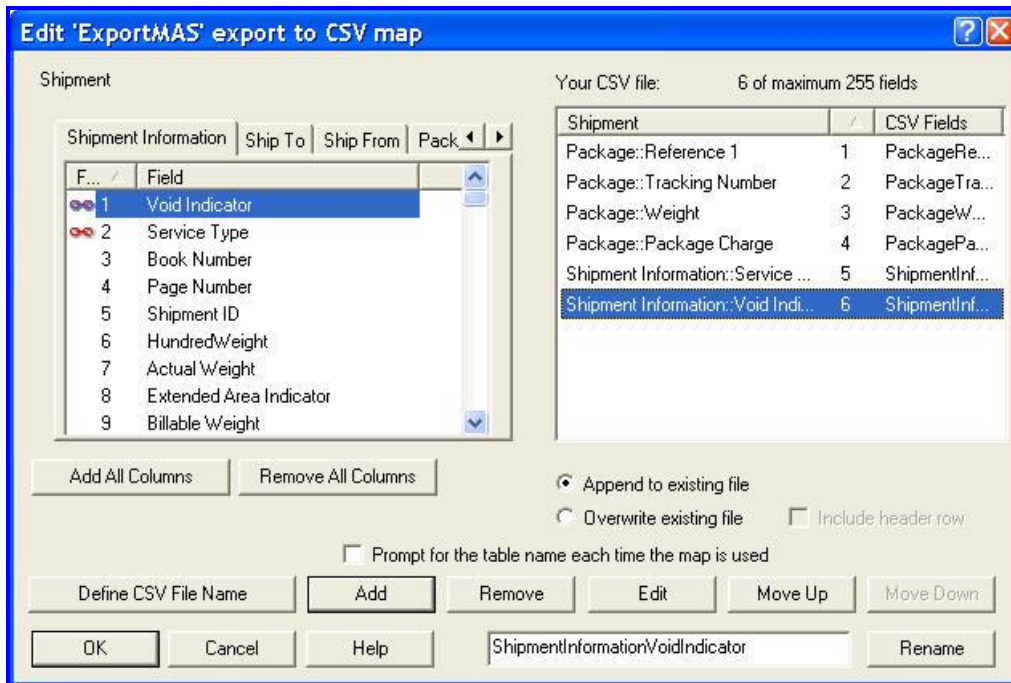 Edit 'ExportMAS' export to CSV map
Shipment
Your CSV file: 6 of maximum 255 fields
Shipment Information Ship To Ship From Pack
F... Field
1 Void Indicator
2 Service Type
3 Book Number
4 Page Number
5 Shipment ID
6 HundredWeight
7 Actual Weight
8 Extended Area Indicator
9 Billable Weight
Shipment CSV Fields
Package::Reference 1 1 PackageRe...
Package::Tracking Number 2 PackageTra...
Package::Weight 3 PackageW...
Package::Package Charge 4 PackagePa...
Shipment Information::Service ... 5 ShipmentInf...
Shipment Information::Void Indi... 6 ShipmentInf...
Add All Columns Remove All Columns
Append to existing file
Overwrite existing file Include header row
Prompt for the table name each time the map is used
Define CSV File Name Add Remove Edit Move Up Move Down
OK Cancel Help ShipmentInformationVoidIndicator Rename